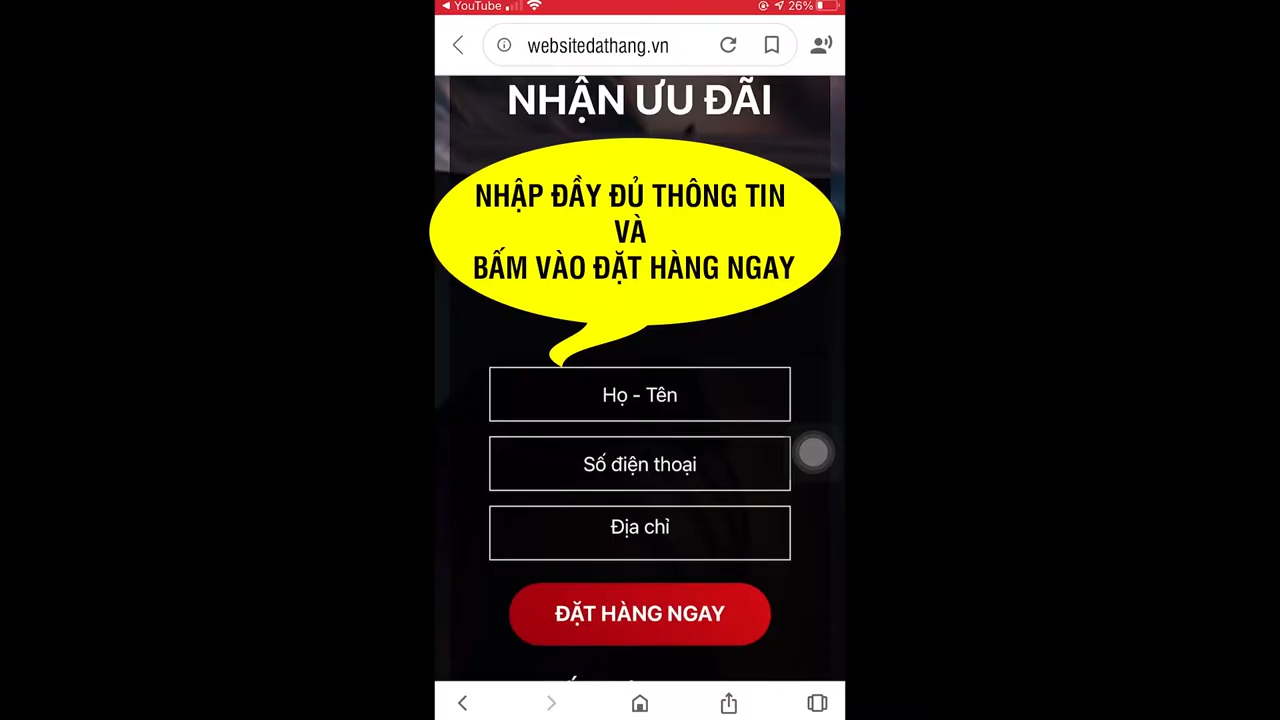 YouTube
26%
websitedathang.vn
NHẬN ƯU ĐÃI
NHẬP ĐẦY ĐỦ THÔNG TIN
VÀ
BẤM VÀO ĐẶT HÀNG NGAY
Họ - Tên
Số điện thoại
Địa chỉ
ĐẶT HÀNG NGAY